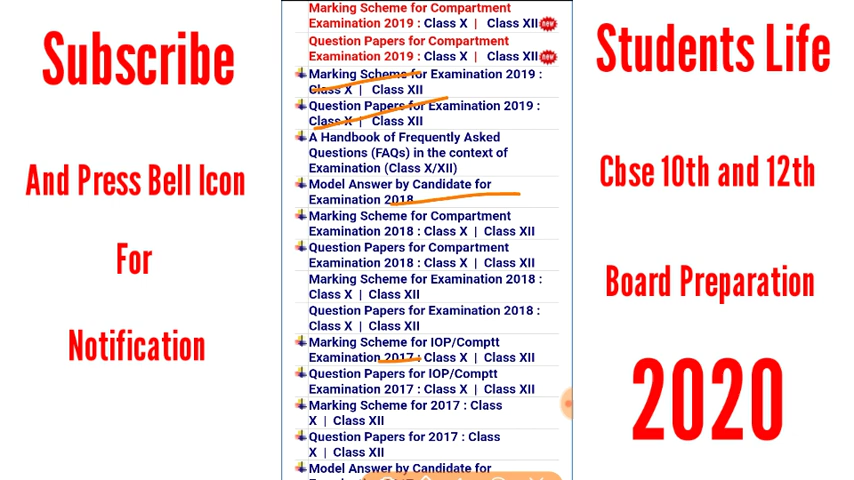 Subscribe
And Press Bell Icon
For
Notification
Marking Scheme for Compartment
Examination 2019 : Class X | Class XII new
Question Papers for Compartment
Examination 2019 : Class X | Class XII new
Marking Scheme for Examination 2019 :
Class X | Class XII
Question Papers for Examination 2019 :
Class X | Class XII
A Handbook of Frequently Asked
Questions (FAQs) in the context of
Examination (Class X/XII)
Model Answer by Candidate for
Examination 2018
Marking Scheme for Compartment
Examination 2018 : Class X | Class XII
Question Papers for Compartment
Examination 2018 : Class X | Class XII
Marking Scheme for Examination 2018 :
Class X | Class XII
Question Papers for Examination 2018 :
Class X | Class XII
Marking Scheme for IOP/Comptt
Examination 2017 : Class X | Class XII
Question Papers for IOP/Comptt
Examination 2017 : Class X | Class XII
Marking Scheme for 2017 : Class
X | Class XII
Question Papers for 2017 : Class
X | Class XII
Model Answer by Candidate for
Students Life
Cbse 10th and 12th
Board Preparation
2020